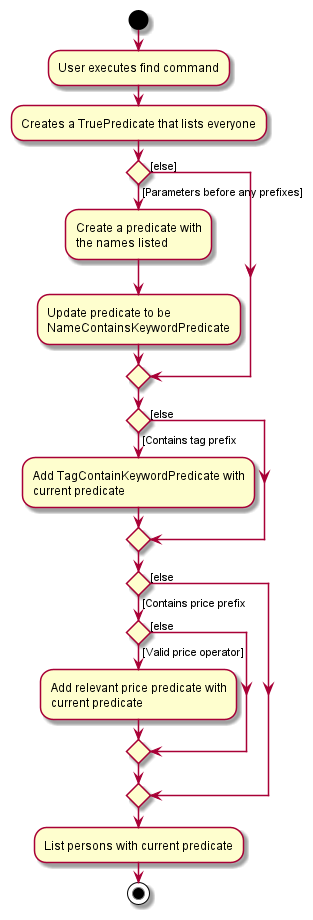 User executes find command
Creates a TruePredicate that lists everyone
[else]
[Parameters before any prefixes]
Create a predicate with
the names listed
Update predicate to be
NameContainsKeywordPredicate
[else
[Contains tag prefix
Add TagContainKeywordPredicate with
current predicate
[else
[Contains price prefix
[else
[Valid price operator]
Add relevant price predicate with
current predicate
List persons with current predicate